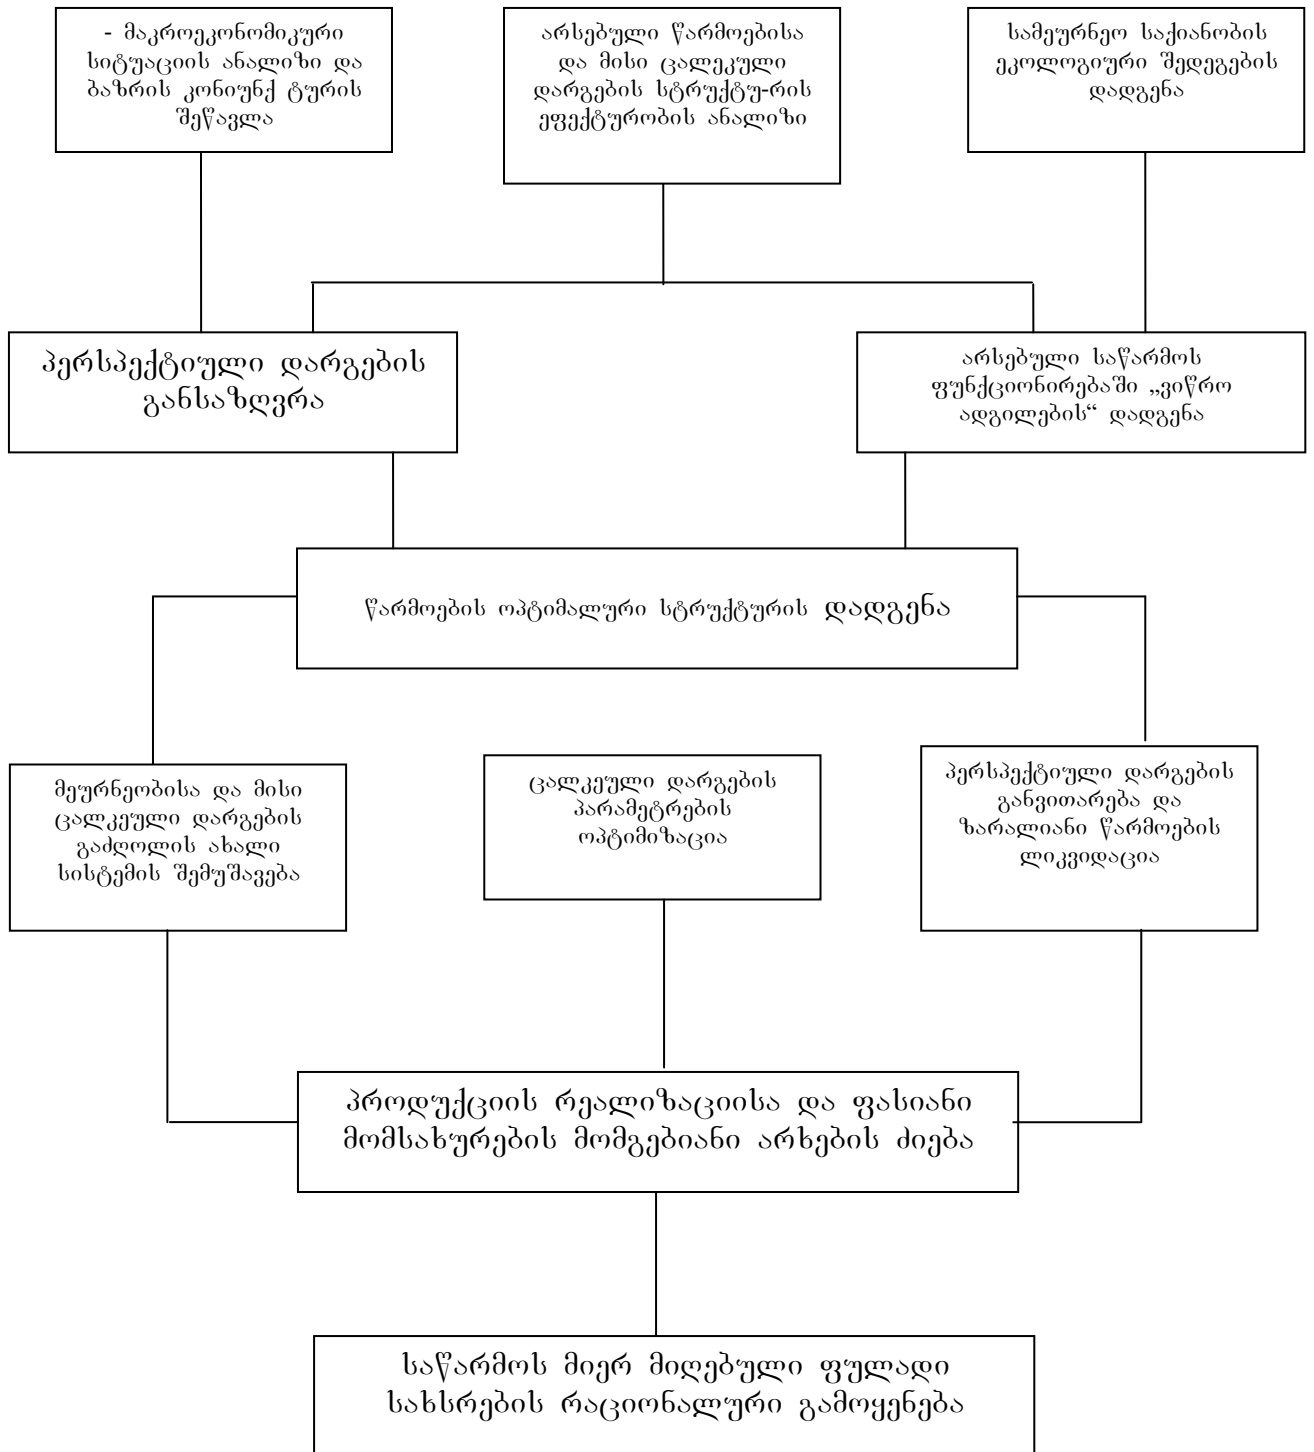 - მაკროეკონომიკური
სიტუაციის ანალიზი და
ბაზრის კონიუნქ ტურის
შეწავლა
არსებული წარმოებისა
და მისი ცალეკული
დარგების სტრუქტუ-რის
ეფექტურობის ანალიზი
სამეურნეო საქიანობის
ეკოლოგიური შედეგების
დადგენა
პერსპექტიული დარგების
განსაზღვრა
არსებული საწარმოს
ფუნქციონირებაში „ვიწრო
ადგილების“ დადგენა
წარმოების ოპტიმალური სტრუქტურის დადგენა
მეურნეობისა და მისი
ცალკეული დარგების
გაძღოლის ახალი
სისტემის შემუშავება
ცალკეული დარგების
პარამეტრების
ოპტიმიზაცია
პერსპექტიული დარგების
განვითარება და
ზარალიანი წარმოების
ლიკვიდაცია
პროდუქციის რეალიზაციისა და ფასიანი
მომსახურების მომგებიანი არხების ძიება
საწარმოს მიერ მიღებული ფულადი
სახსრების რაციონალური გამოყენება